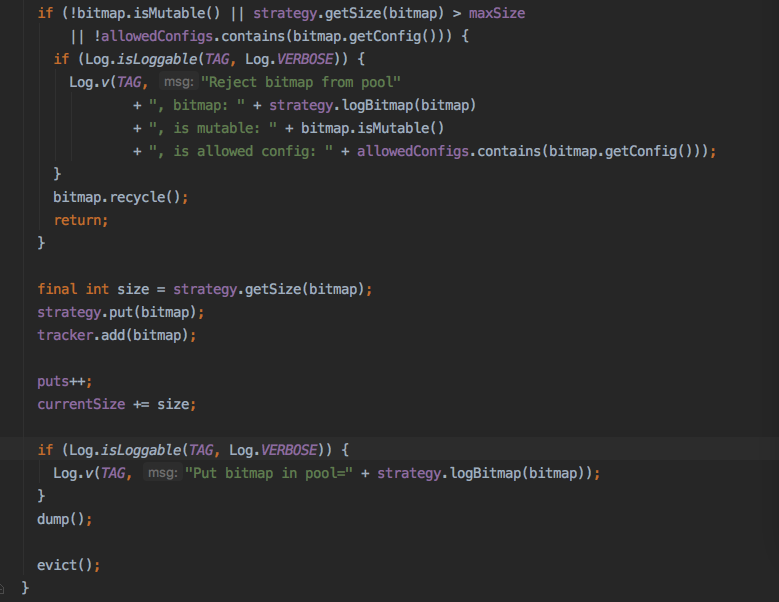 if (!bitmap.isMutable() || strategy.getSize(bitmap) > maxSize
|| !allowedConfigs.contains(bitmap.getConfig())) {
if (Log.isLoggable(TAG, Log.VERBOSE)) {
Log.v(TAG, msg: "Reject bitmap from pool"
+ ", bitmap: " + strategy.logBitmap(bitmap)
+ ", is mutable: " + bitmap.isMutable()
+ ", is allowed config: " + allowedConfigs.contains(bitmap.getConfig()));
}
bitmap.recycle();
return;
}
final int size = strategy.getSize(bitmap);
strategy.put(bitmap);
tracker.add(bitmap);
puts++;
currentSize += size;
if (Log.isLoggable(TAG, Log.VERBOSE)) {
Log.v(TAG, msg: "Put bitmap in pool=" + strategy.logBitmap(bitmap));
}
dump();
evict();
}